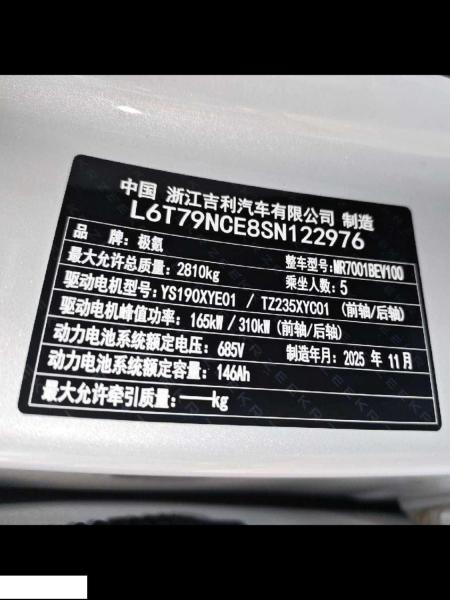 中国 浙江吉利汽车有限公司 制造
L6T79NCE8SN122976
品 牌：极氪 整车型号：MR7001BEV100
最大允许总质量：2810kg 乘坐人数：5
驱动电机型号：YS190XYE01 / TZ235XYC01 (前轴/后轴)
驱动电机峰值功率：165kW / 310kW (前轴/后轴)
动力电池系统额定电压：685V 制造年月：2025 年 11月
动力电池系统额定容量：146Ah
最大允许牵引质量：——kg